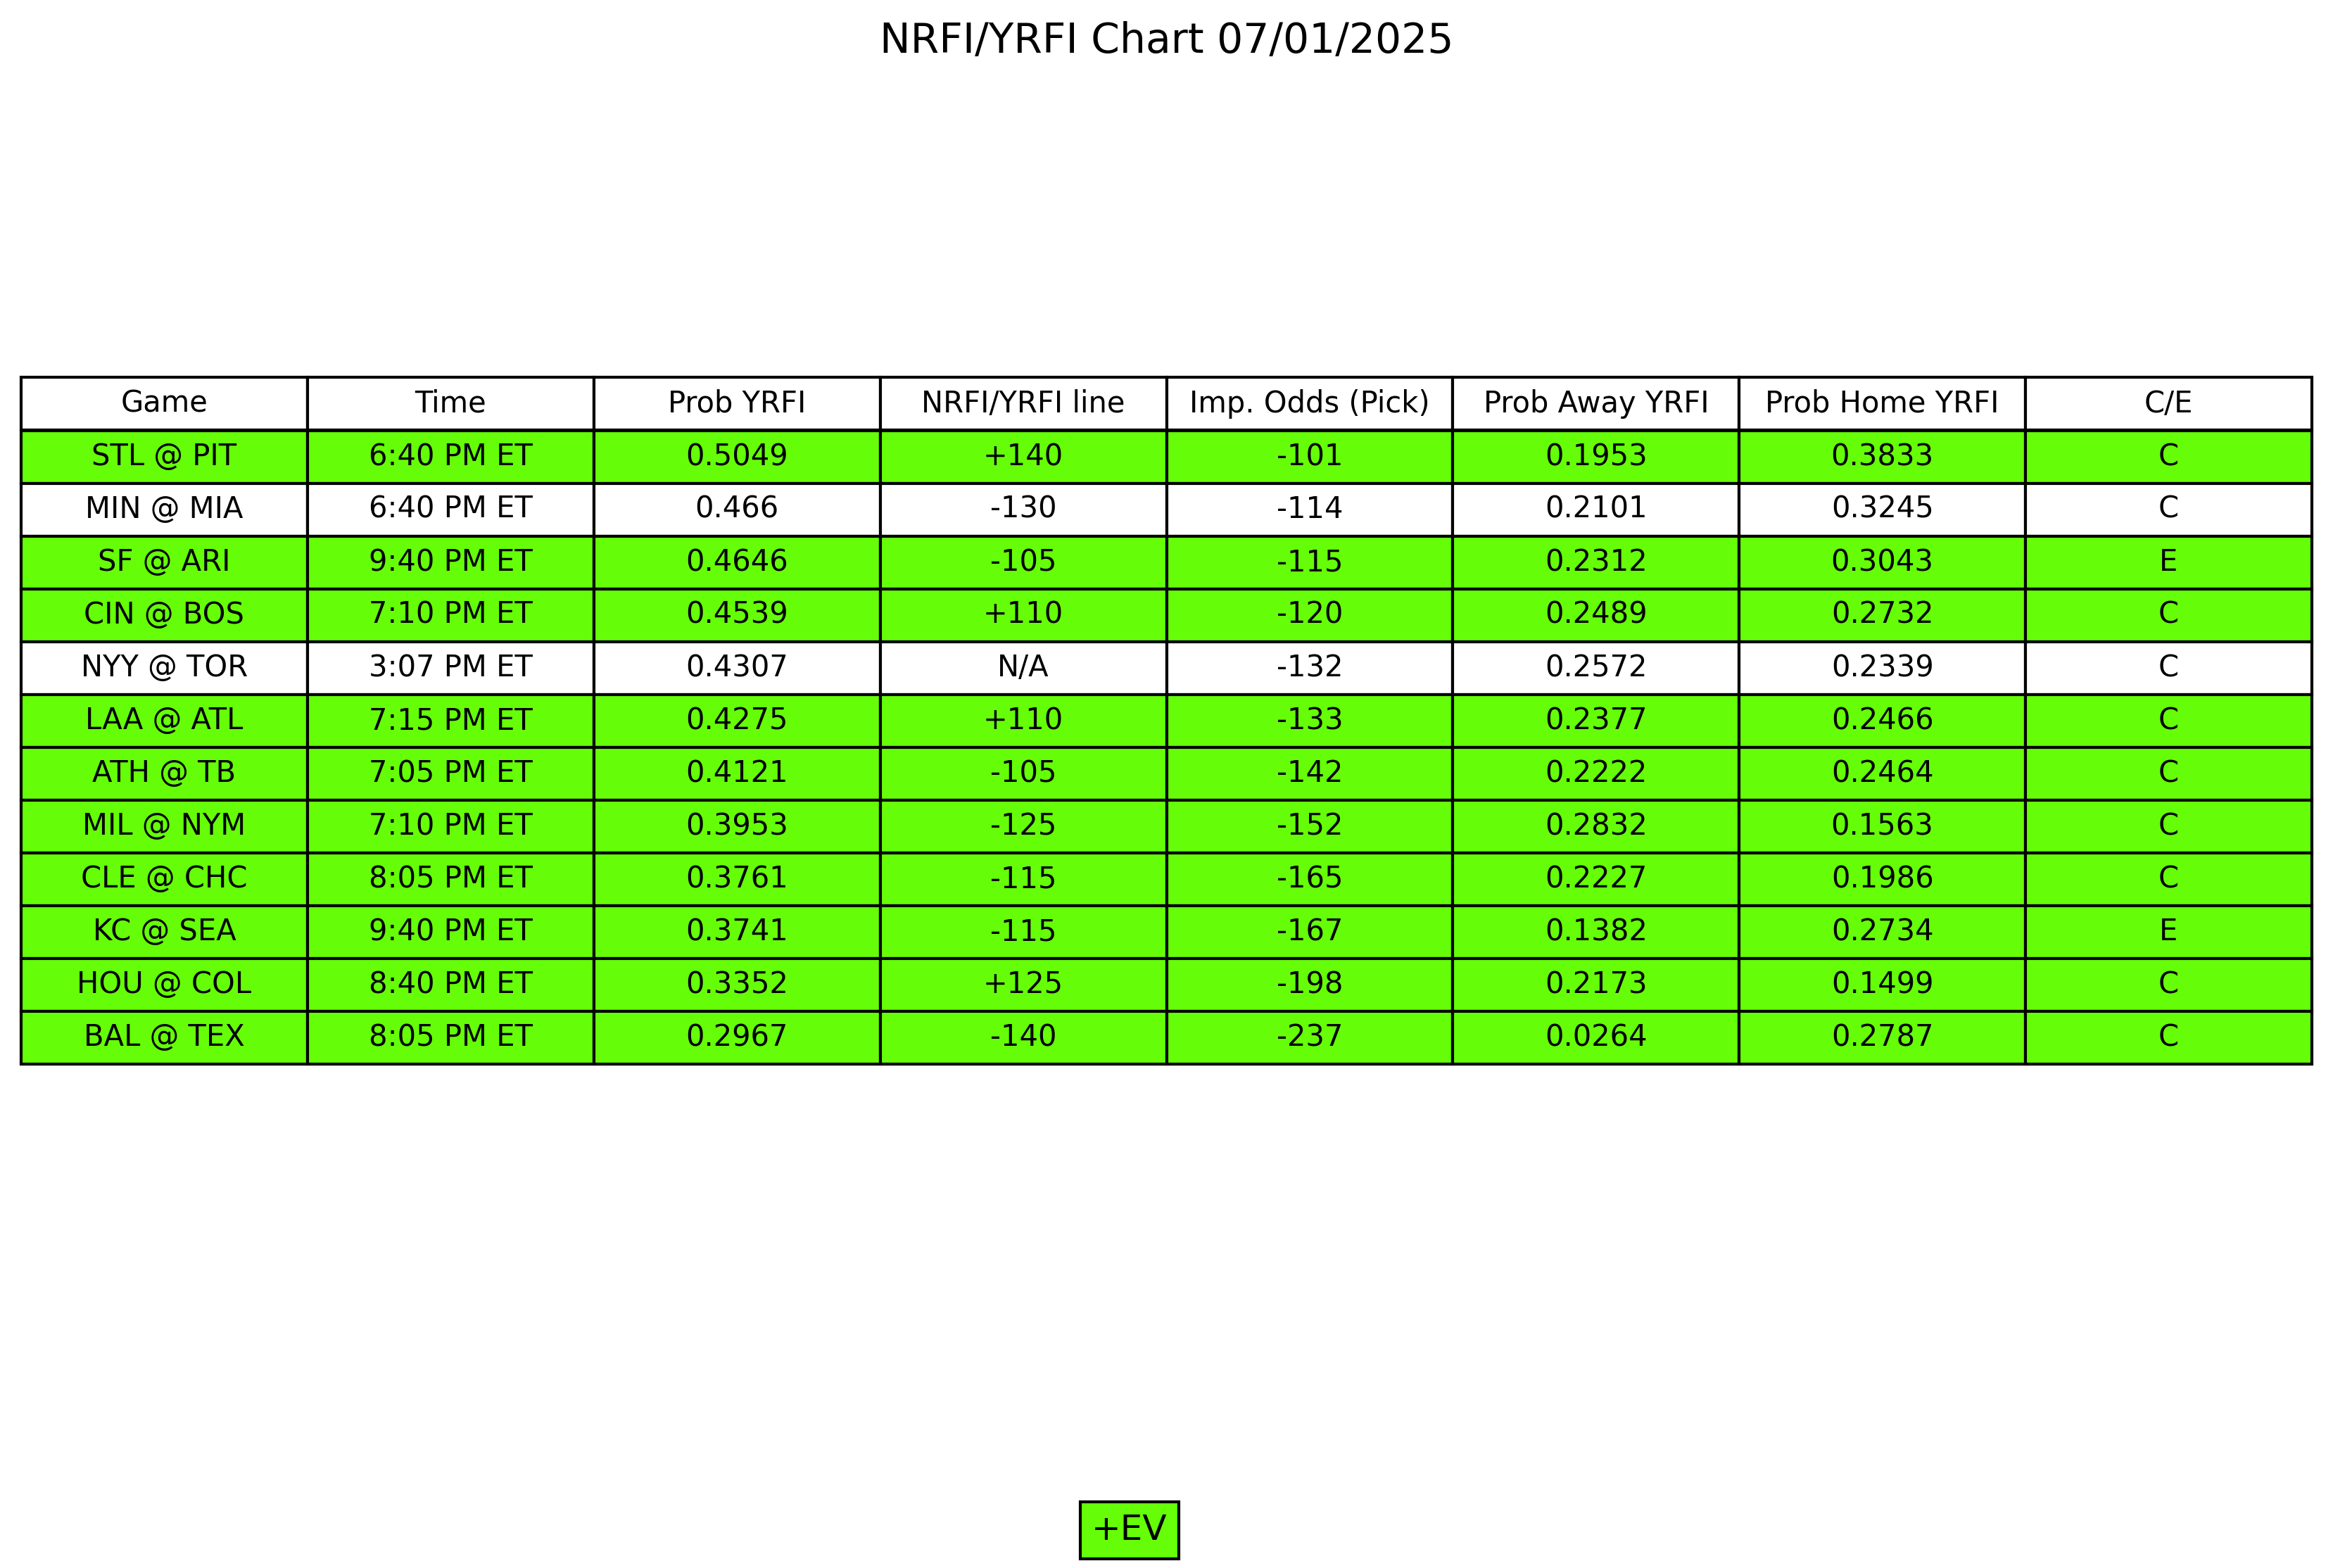 NRFI/YRFI Chart 07/01/2025
Game Time Prob YRFI NRFI/YRFI line Imp. Odds (Pick) Prob Away YRFI Prob Home YRFI C/E
STL @ PIT 6:40 PM ET 0.5049 +140 -101 0.1953 0.3833 C
MIN @ MIA 6:40 PM ET 0.466 -130 -114 0.2101 0.3245 C
SF @ ARI 9:40 PM ET 0.4646 -105 -115 0.2312 0.3043 E
CIN @ BOS 7:10 PM ET 0.4539 +110 -120 0.2489 0.2732 C
NYY @ TOR 3:07 PM ET 0.4307 N/A -132 0.2572 0.2339 C
LAA @ ATL 7:15 PM ET 0.4275 +110 -133 0.2377 0.2466 C
ATH @ TB 7:05 PM ET 0.4121 -105 -142 0.2222 0.2464 C
MIL @ NYM 7:10 PM ET 0.3953 -125 -152 0.2832 0.1563 C
CLE @ CHC 8:05 PM ET 0.3761 -115 -165 0.2227 0.1986 C
KC @ SEA 9:40 PM ET 0.3741 -115 -167 0.1382 0.2734 E
HOU @ COL 8:40 PM ET 0.3352 +125 -198 0.2173 0.1499 C
BAL @ TEX 8:05 PM ET 0.2967 -140 -237 0.0264 0.2787 C
+EV